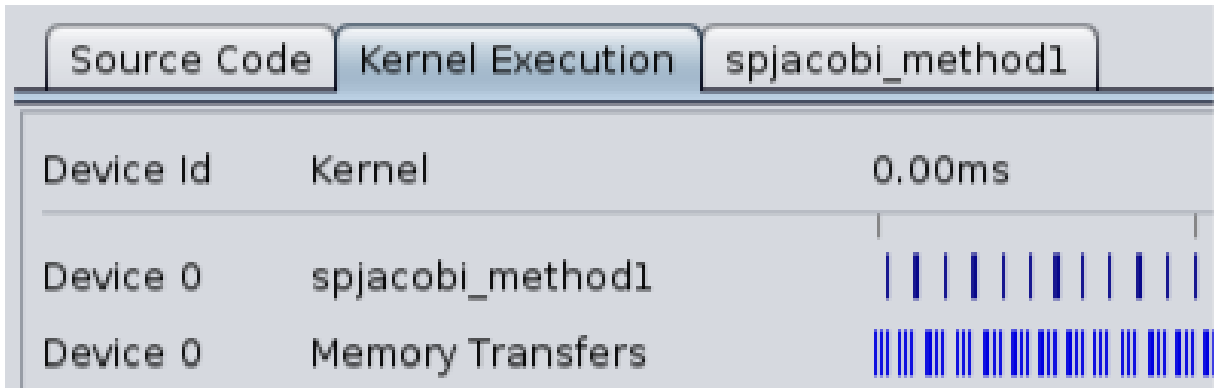 Source Code Kernel Execution spjacobi_method1
Device Id Kernel 0.00ms
Device 0 spjacobi_method1
Device 0 Memory Transfers